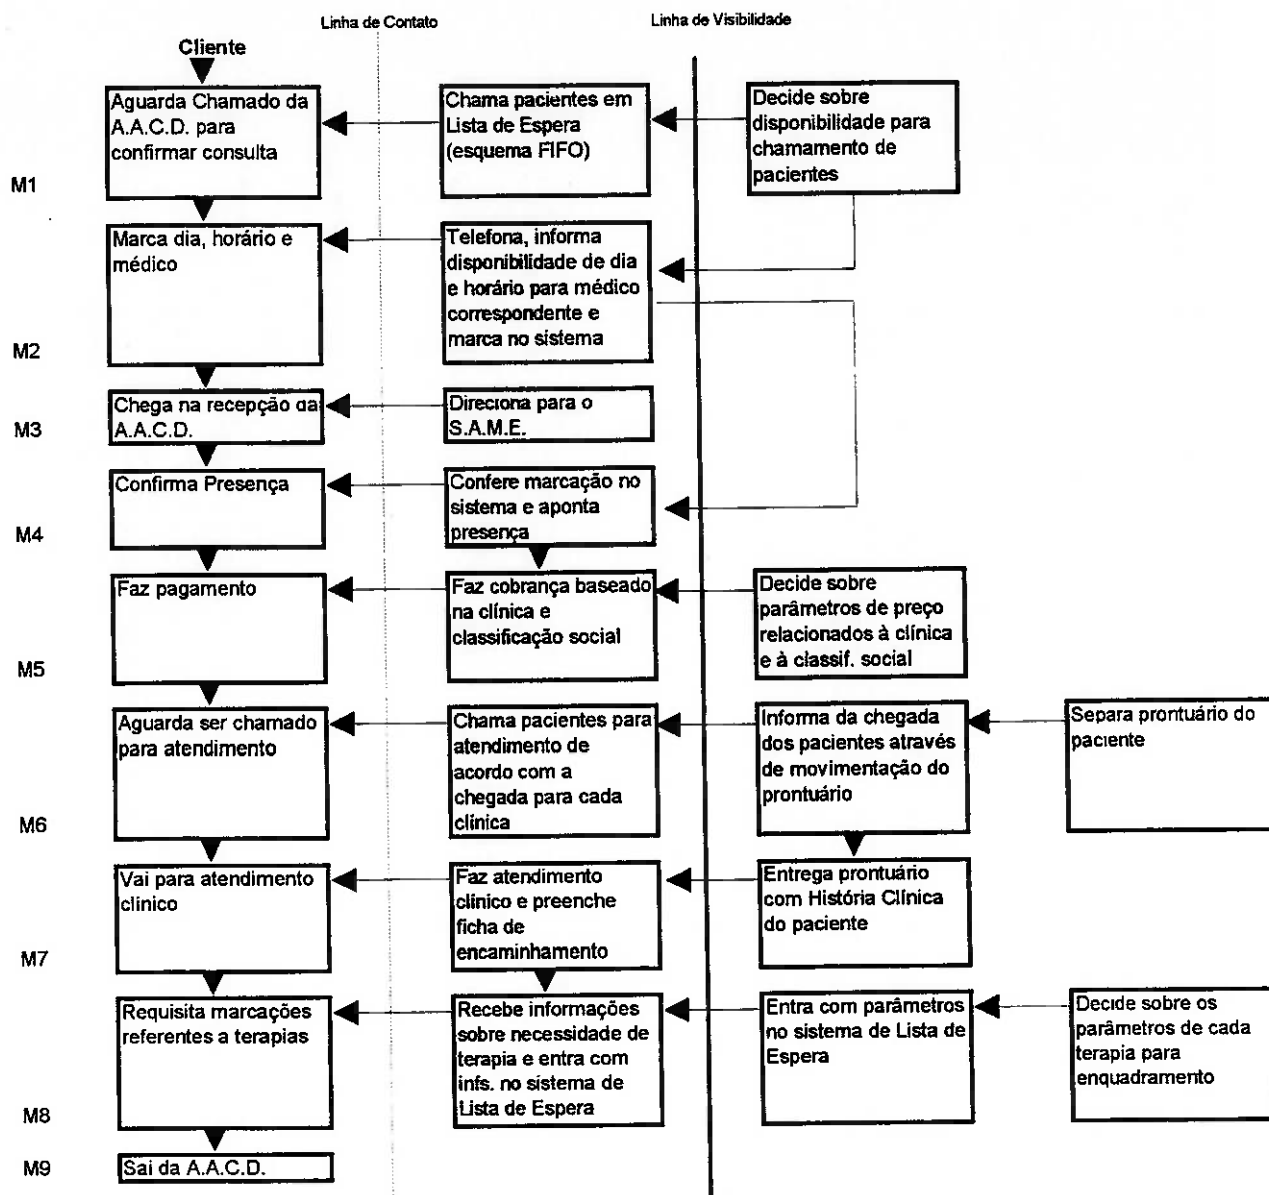 Linha de Contato
Linha de Visibilidade
Cliente
Aguarda Chamado da
A.A.C.D. para
confirmar consulta
Chama pacientes em
Lista de Espera
(esquema FIFO)
Decide sobre
disponibilidade para
chamamento de
pacientes
M1
Marca dia, horário e
médico
Telefona, informa
disponibilidade de dia
e horário para médico
correspondente e
marca no sistema
M2
Chega na recepção da
A.A.C.D.
Direciona para o
S.A.M.E.
M3
Confirma Presença
Confere marcação no
sistema e aponta
presença
M4
Faz pagamento
Faz cobrança baseado
na clínica e
classificação social
Decide sobre
parâmetros de preço
relacionados à clínica
e à classif. social
M5
Aguarda ser chamado
para atendimento
Chama pacientes para
atendimento de
acordo com a
chegada para cada
clínica
Informa da chegada
dos pacientes através
de movimentação do
prontuário
Separa prontuário do
paciente
M6
Vai para atendimento
clínico
Faz atendimento
clínico e preenche
ficha de
encaminhamento
Entrega prontuário
com História Clínica
do paciente
M7
Requisita marcações
referentes a terapias
Recebe informações
sobre necessidade de
terapia e entra com
infs. no sistema de
Lista de Espera
Entra com parâmetros
no sistema de Lista de
Espera
Decide sobre os
parâmetros de cada
terapia para
enquadramento
M8
M9
Sai da A.A.C.D.